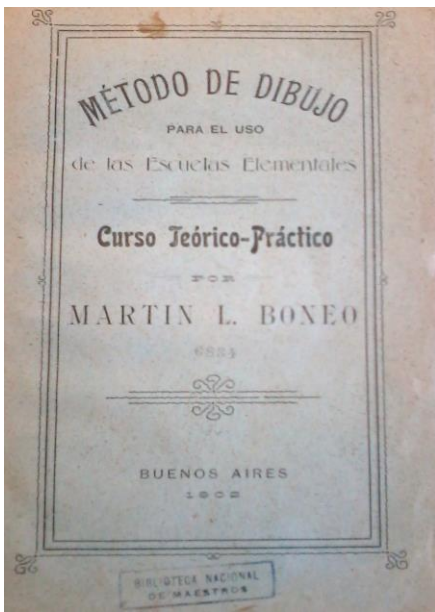 MÉTODO DE DIBUJO
PARA EL USO
de las Escuelas Elementales
Curso Teórico-Práctico
POR
MARTIN L. BONEO
BUENOS AIRES
1902
BIBLIOTECA NACIONAL
DE MAESTROS